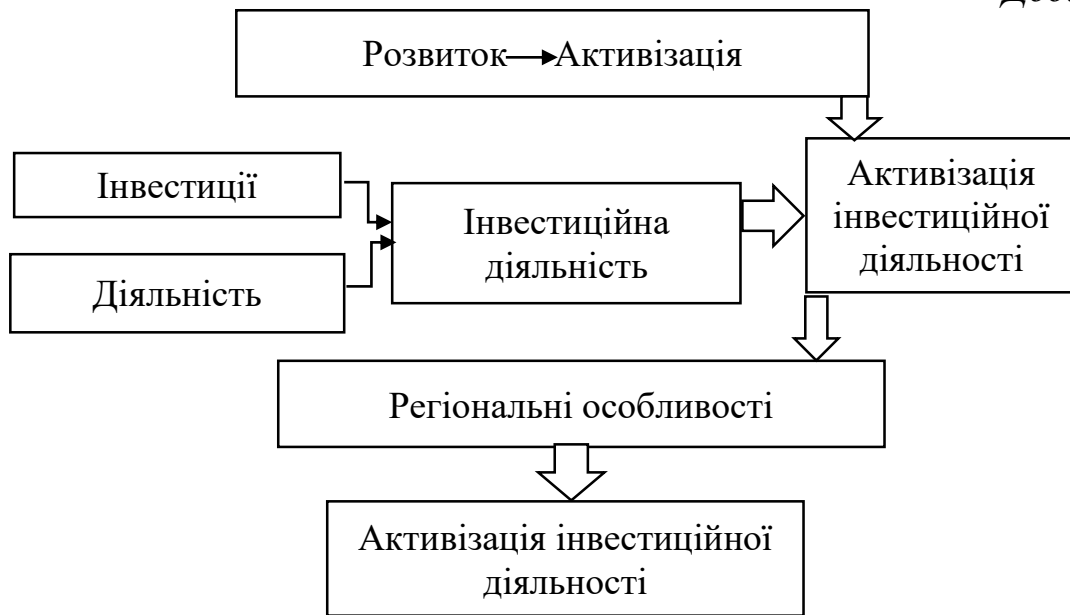 Розвиток Активізація
Інвестиції
Діяльність
Інвестиційна
діяльність
Активізація
інвестиційної
діяльності
Регіональні особливості
Активізація інвестиційної
діяльності